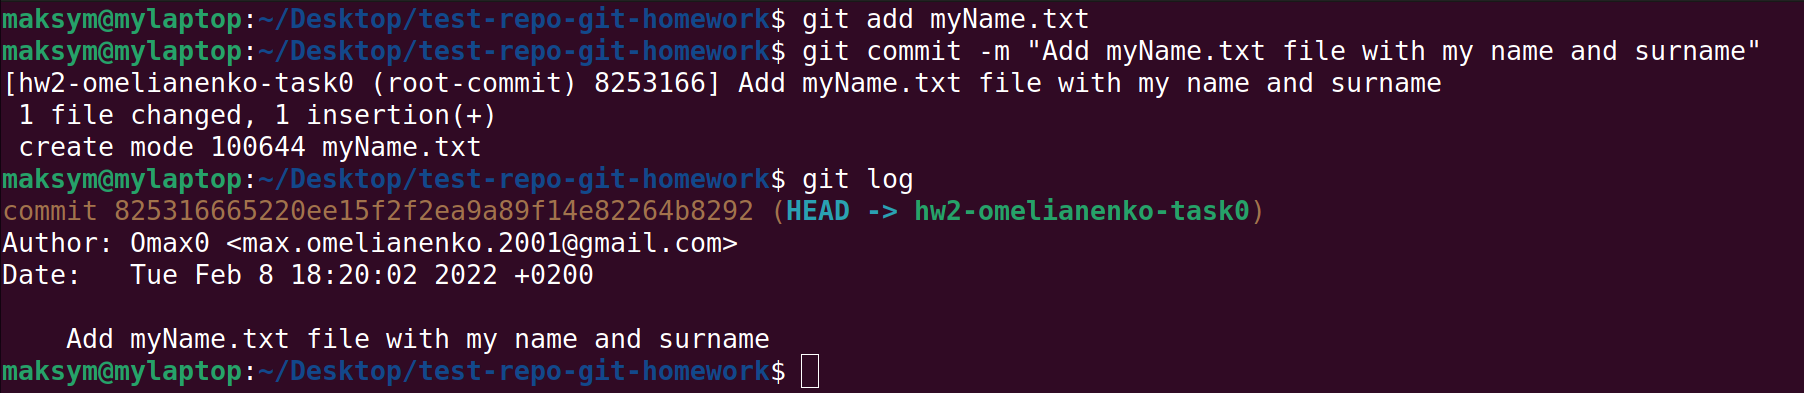 maksym@mylaptop:~/Desktop/test-repo-git-homework$ git add myName.txt
maksym@mylaptop:~/Desktop/test-repo-git-homework$ git commit -m "Add myName.txt file with my name and surname"
[hw2-omelianenko-task0 (root-commit) 8253166] Add myName.txt file with my name and surname
 1 file changed, 1 insertion(+)
 create mode 100644 myName.txt
maksym@mylaptop:~/Desktop/test-repo-git-homework$ git log
commit 825316665220ee15f2f2ea9a89f14e82264b8292 (HEAD -> hw2-omelianenko-task0)
Author: Omax0 <max.omelianenko.2001@gmail.com>
Date:   Tue Feb 8 18:20:02 2022 +0200

    Add myName.txt file with my name and surname
maksym@mylaptop:~/Desktop/test-repo-git-homework$